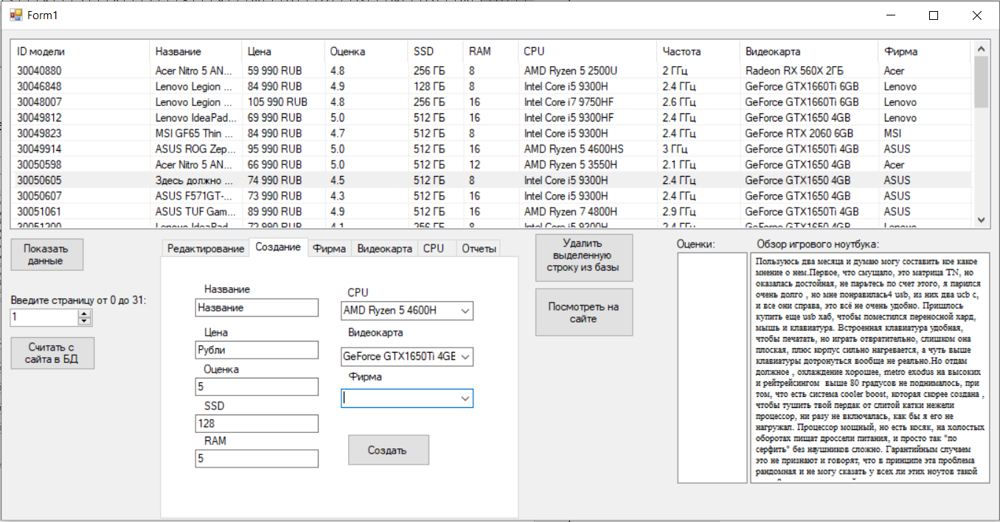 Form1
ID модели Название Цена Оценка SSD RAM CPU Частота Видеокарта Фирма
30040880 Acer Nitro 5 AN... 59 990 RUB 4.8 256 ГБ 8 AMD Ryzen 5 2500U 2 ГГц Radeon RX 560X 2ГБ Acer
30046848 Lenovo Legion ... 84 990 RUB 4.9 128 ГБ 8 Intel Core i5 9300H 2.4 ГГц GeForce GTX1660Ti 6GB Lenovo
30048007 Lenovo Legion ... 105 990 RUB 4.8 256 ГБ 16 Intel Core i7 9750HF 2.6 ГГц GeForce GTX1660Ti 6GB Lenovo
30049812 Lenovo IdeaPad... 69 990 RUB 5.0 512 ГБ 16 Intel Core i5 9300HF 2.4 ГГц GeForce GTX1650 4GB Lenovo
30049823 MSI GF65 Thin ... 84 990 RUB 4.7 512 ГБ 8 Intel Core i5 9300H 2.4 ГГц GeForce RTX 2060 6GB MSI
30049914 ASUS ROG Zep... 95 990 RUB 5.0 512 ГБ 16 AMD Ryzen 5 4600HS 3 ГГц GeForce GTX1650Ti 4GB ASUS
30050598 Acer Nitro 5 AN... 66 990 RUB 5.0 512 ГБ 12 AMD Ryzen 5 3550H 2.1 ГГц GeForce GTX1650 4GB Acer
30050605 Здесь должно ... 74 990 RUB 4.5 512 ГБ 8 Intel Core i5 9300H 2.4 ГГц GeForce GTX1650 4GB ASUS
30050607 ASUS F571GT-... 73 990 RUB 4.3 512 ГБ 16 Intel Core i5 9300H 2.4 ГГц GeForce GTX1650 4GB ASUS
30051061 ASUS TUF Gam... 89 990 RUB 4.9 512 ГБ 16 AMD Ryzen 7 4800H 2.9 ГГц GeForce GTX1650Ti 4GB ASUS
30051200 Lenovo IdeaPad... 72 990 RUB 4.1 256 ГБ 8 Intel Core i5 9300H 2.4 ГГц GeForce GTX1650 4GB Lenovo
Показать
данные
Введите страницу от 0 до 31:
1
Считать с
сайта в БД
Редактирование Создание Фирма Видеокарта CPU Отчеты
Название
Название
Цена
Рубли
Оценка
5
SSD
128
RAM
5
CPU
AMD Ryzen 5 4600H
Видеокарта
GeForce GTX1650Ti 4GE
Фирма
Создать
Удалить
выделенную
строку из базы
Посмотреть на
сайте
Оценки:
Обзор игрового ноутбука:
Пользуюсь два месяца и думаю могу составить кое какое
мнение о нем.Первое, что смущало, это матрица TN, но
оказалась достойная, не парьтесь по счет этого, я парился
очень долго , но мне понравилась4 usb, из них два ucb c,
и все они справа, это всё не очень удобно. Пришлось
купить еще usb хаб, чтобы поместился переносной хард,
мышь и клавиатура. Встроенная клавиатура удобная,
чтобы печатать, но играть отвратительно, слишком она
плоская, плюс корпус сильно нагревается, а чуть выше
клавиатуры дотронуться вообще не реально.Но отдам
должное , охлаждение хорошее, metro exodus на высоких
и рейтрейсингом выше 80 градусов не поднималось, при
том, что есть система cooler boost, которая скорее создана ,
чтобы тушить твой пердак от слитой катки нежели
процессор, ни разу не включалась, как бы я его не
нагружал. Процессор мощный, но есть косяк, на холостых
оборотах пищат дроссели питания, и просто так "по
серфить" без наушников сложно. Гарантийным случаем
это не признают и говорят, что в принципе эта проблема
рандомная и не могу сказать у всех ли этих ноутов такой